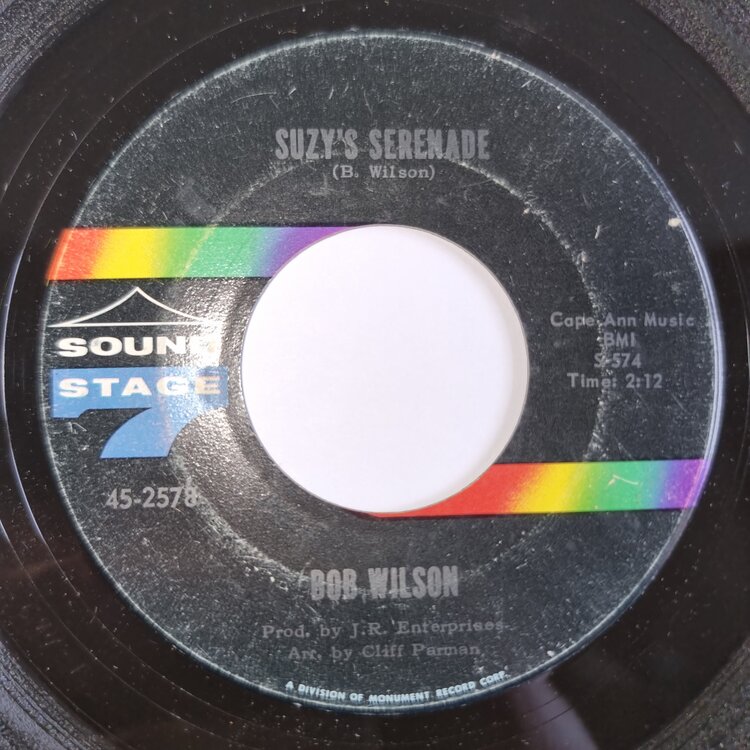 SUZY'S SERENADE
(B. Wilson)
SOUND
STAGE
7
45-2578
Cape Ann Music
BMI
S-574
Time: 2:12
BOB WILSON
Prod. by J.R. Enterprises
Arr. by Cliff Parman
A DIVISION OF MONUMENT RECORD CORP.